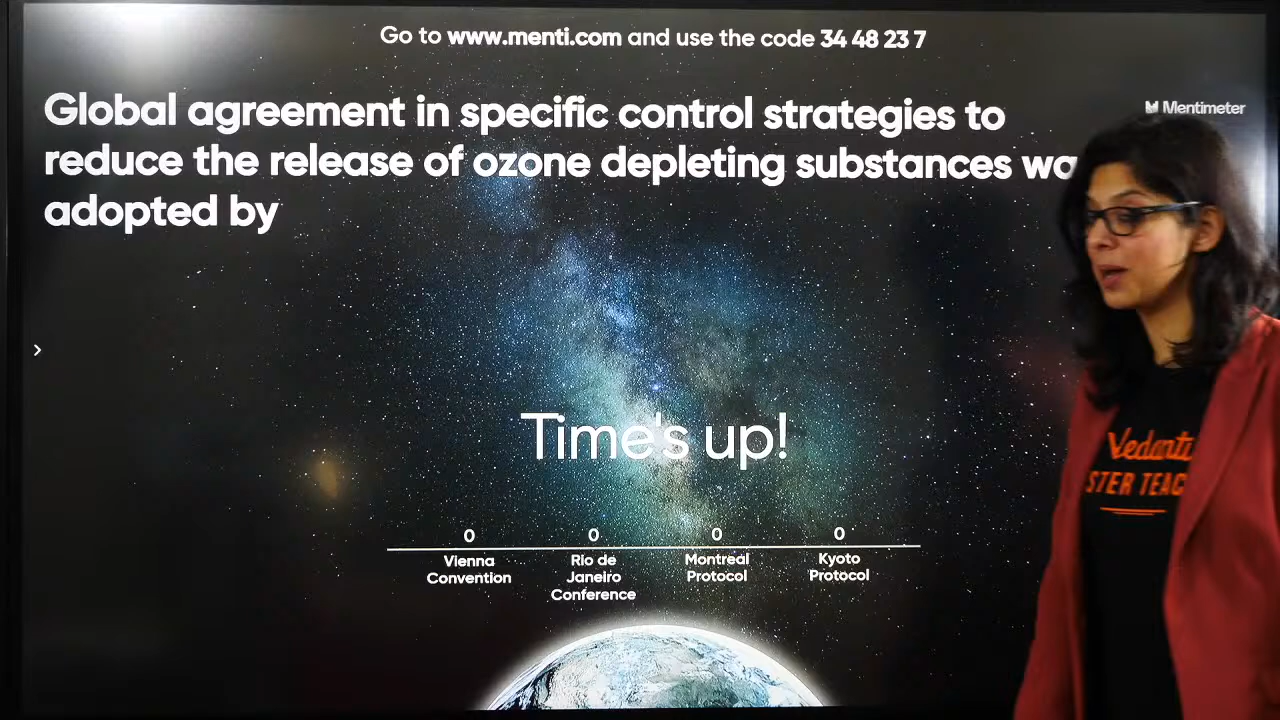 Go to www.menti.com and use the code 34 48 23 7
Mentimeter
Global agreement in specific control strategies to
reduce the release of ozone depleting substances wa
adopted by
Time's up!
0 0 0 0
Vienna
Convention
Rio de
Janeiro
Conference
Montreal
Protocol
Kyoto
Protocol
Vedantu
STER TEAC